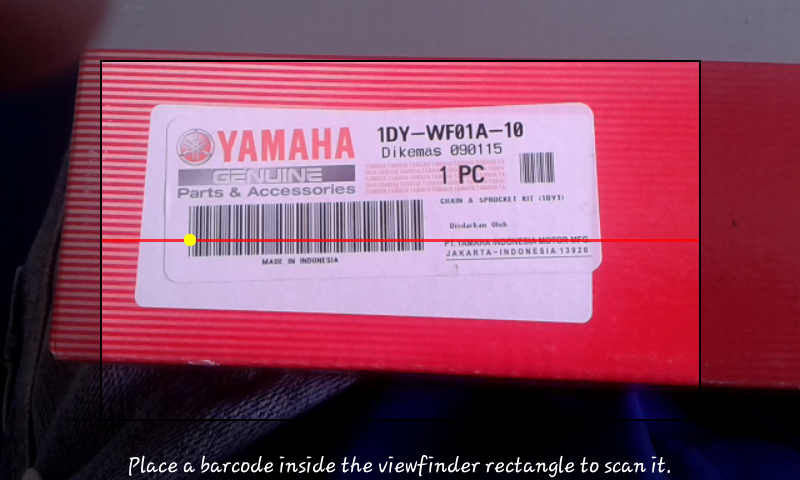 YAMAHA
GENUINE
Parts & Accessories
MADE IN INDONESIA
1DY-WF01A-10
Dikemas 090115
1 PC
CHAIN & SPROCKET KIT (1DY1)
Diedarkan Oleh
PT. YAMAHA INDONESIA MOTOR MFG.
JAKARTA-INDONESIA 13920
Place a barcode inside the viewfinder rectangle to scan it.